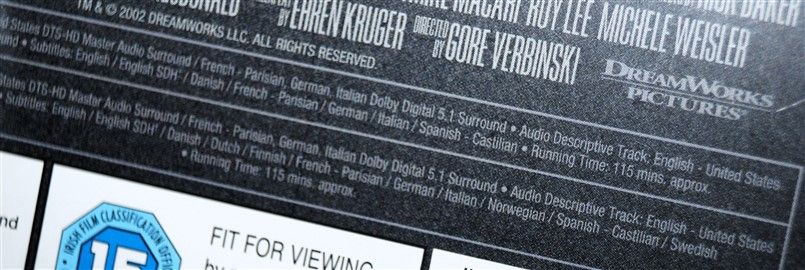 MACARI ROY LEE MICHELE WEISLER
BY EHREN KRUGER DIRECTED BY GORE VERBINSKI
TM & © 2002 DREAMWORKS LLC. ALL RIGHTS RESERVED.
DREAMWORKS
PICTURES
States DTS-HD Master Audio Surround / French - Parisian, German, Italian Dolby Digital 5.1 Surround • Audio Descriptive Track: English - United States
• Subtitles: English / English SDH* / Danish / French - Parisian / German / Italian / Spanish - Castilian • Running Time: 115 mins. approx.
States DTS-HD Master Audio Surround / French - Parisian, German, Italian Dolby Digital 5.1 Surround • Audio Descriptive Track: English - United States
• Subtitles: English / English SDH* / Danish / Dutch / Finnish / French - Parisian / German / Italian / Norwegian / Spanish - Castilian / Swedish
• Running Time: 115 mins. approx.
IRISH FILM CLASSIFICATION
15
FIT FOR VIEWING